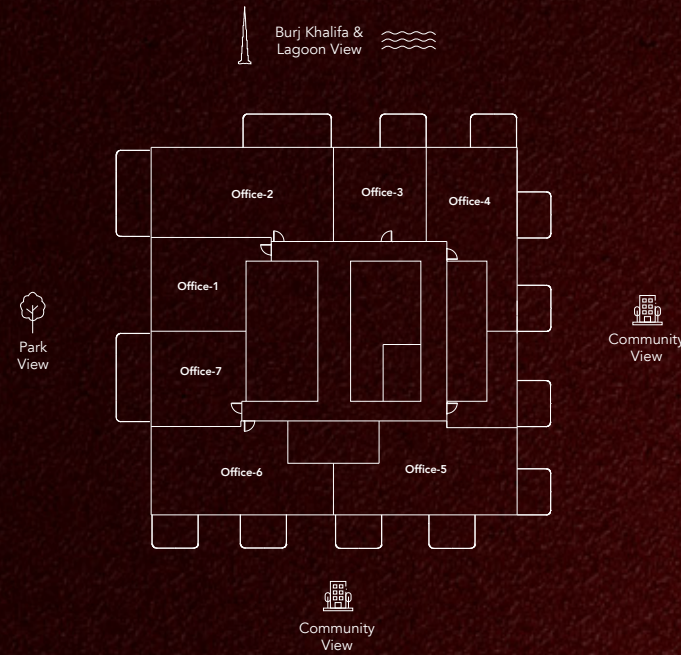 Burj Khalifa &
Lagoon View
Office-2
Office-3
Office-4
Office-1
Park
View
Community
View
Office-7
Office-6
Office-5
Community
View